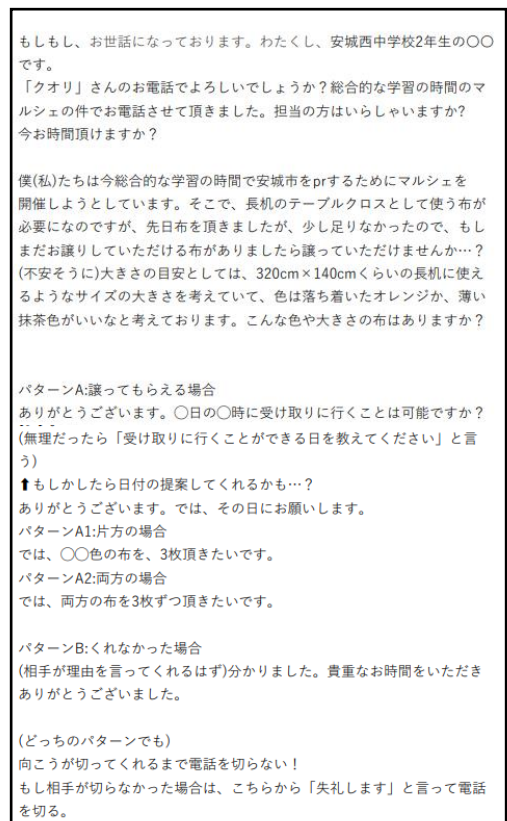 もしもし、お世話になっております。わたくし、安城西中学校2年生の〇〇
です。
「クオリ」さんのお電話でよろしいでしょうか？総合的な学習の時間のマ
ルシェの件でお電話させて頂きました。担当の方はいらしゃいますか?
今お時間頂けますか？
僕(私)たちは今総合的な学習の時間で安城市をprするためにマルシェを
開催しようとしています。そこで、長机のテーブルクロスとして使う布が
必要になのですが、先日布を頂きましたが、少し足りなかったので、もし
まだお譲りしていただける布がありましたら譲っていただけませんか…？
(不安そうに)大きさの目安としては、320cm×140cmくらいの長机に使え
るようなサイズの大きさを考えていて、色は落ち着いたオレンジか、薄い
抹茶色がいいなと考えております。こんな色や大きさの布はありますか？
パターンA:譲ってもらえる場合
ありがとうございます。〇日の〇時に受け取りに行くことは可能ですか？
(無理だったら「受け取りに行くことができる日を教えてください」と言
う)
⬆もしかしたら日付の提案してくれるかも…？
ありがとうございます。では、その日にお願いします。
パターンA1:片方の場合
では、〇〇色の布を、3枚頂きたいです。
パターンA2:両方の場合
では、両方の布を3枚ずつ頂きたいです。
パターンB:くれなかった場合
(相手が理由を言ってくれるはず)分かりました。貴重なお時間をいただき
ありがとうございました。
(どっちのパターンでも)
向こうが切ってくれるまで電話を切らない！
もし相手が切らなかった場合は、こちらから「失礼します」と言って電話
を切る。